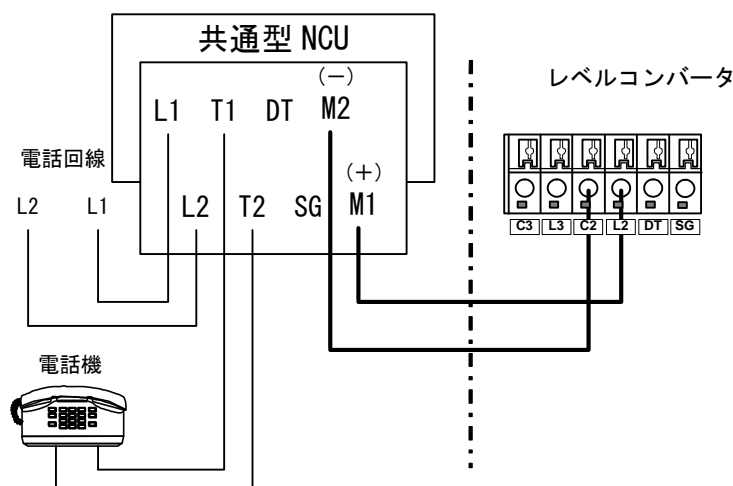 共通型 NCU
(－)
L1 T1 DT M2
(＋)
L2 T2 SG M1
電話回線
L2 L1
電話機
レベルコンバータ
C3 L3 C2 L2 DT SG